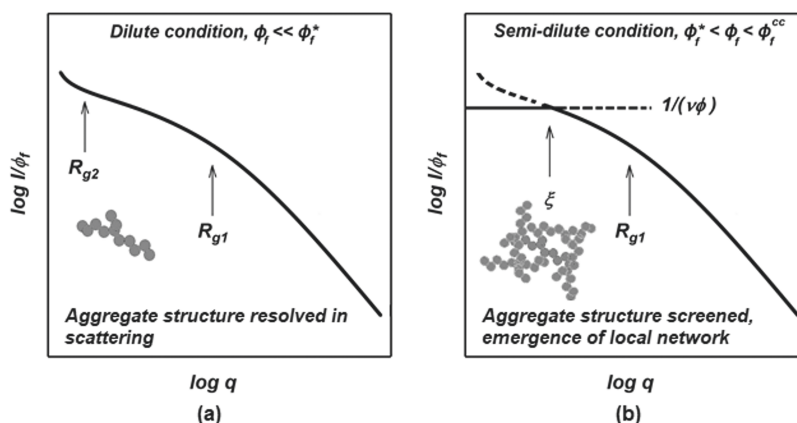 Dilute condition, ϕf << ϕf*
log I/ϕf
Rg2
Rg1
Aggregate structure resolved in
scattering
log q
(a)
Semi-dilute condition, ϕf* < ϕf < ϕfcc
log I/ϕf
1/(νϕ)
ξ
Rg1
Aggregate structure screened,
emergence of local network
log q
(b)